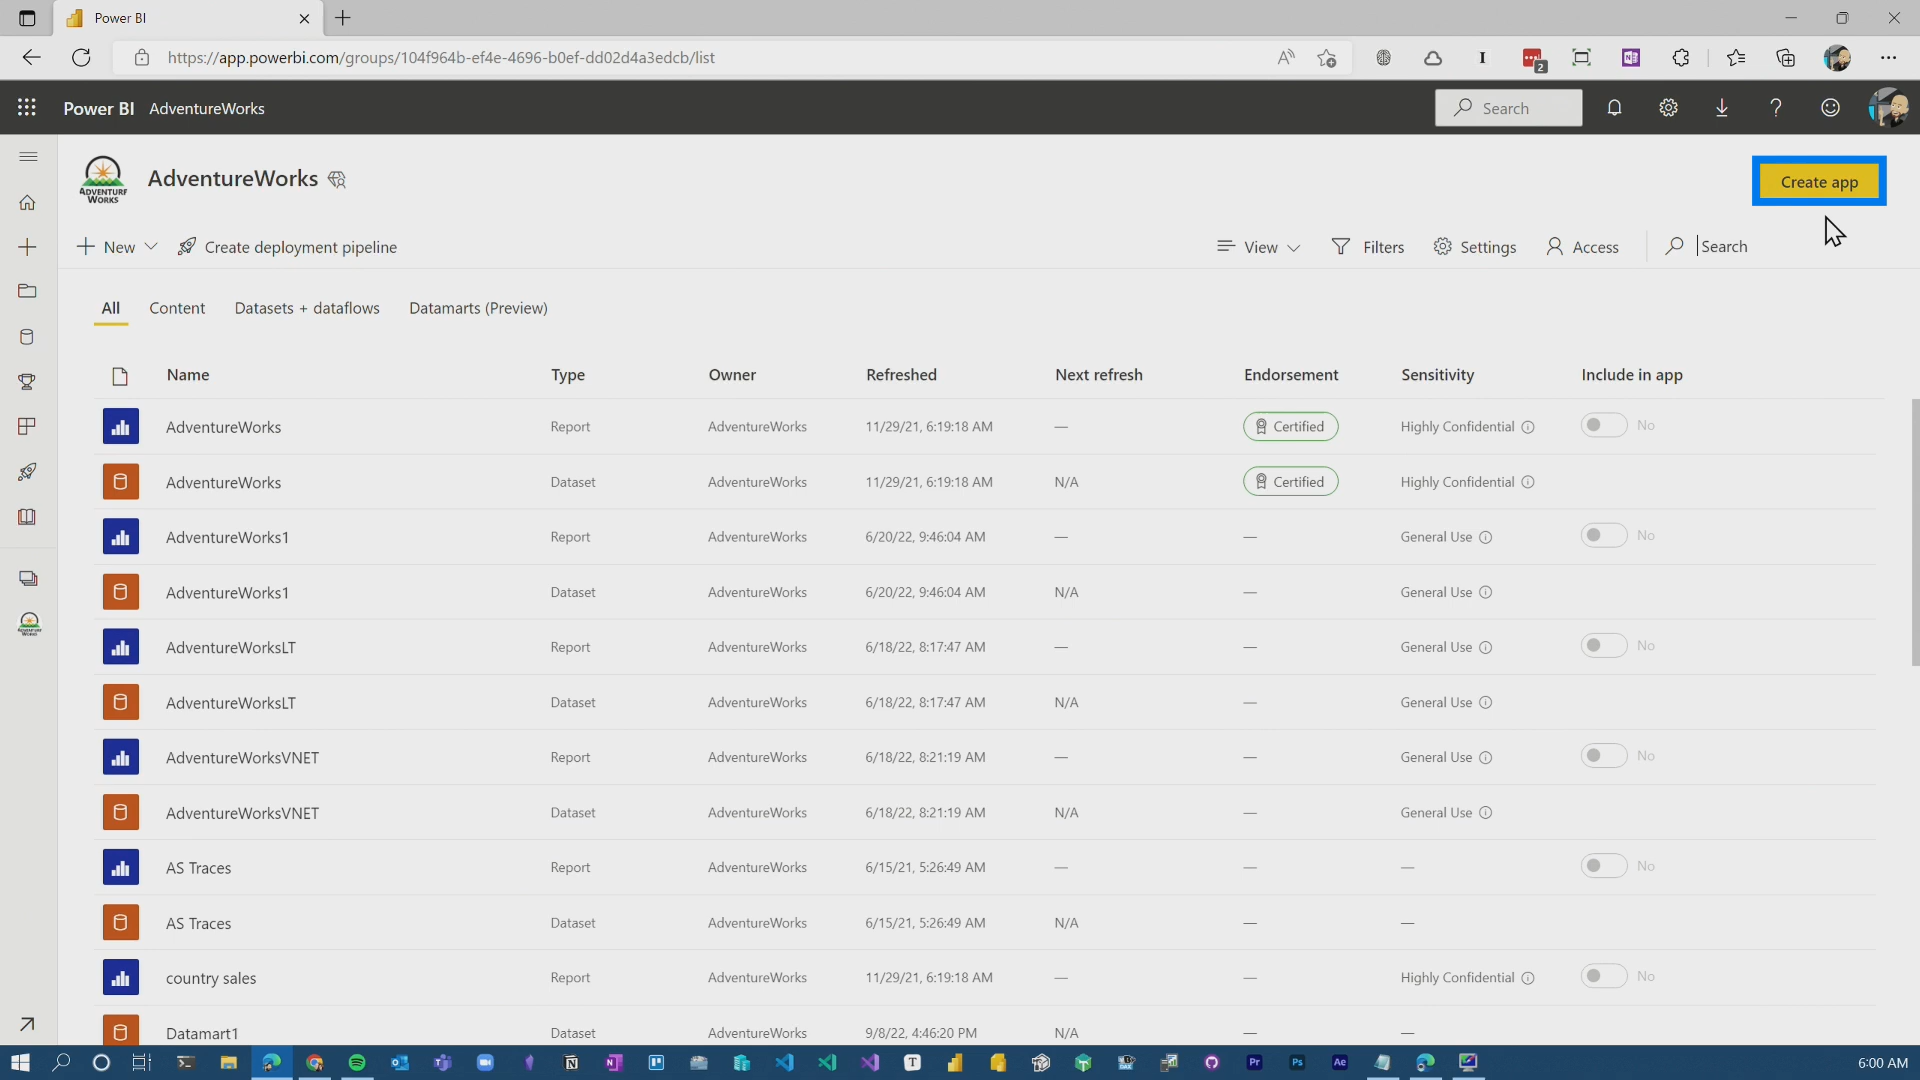 Power BI
https://app.powerbi.com/groups/104f964b-ef4e-4696-b0ef-dd02d4a3edcb/list
2
Power BI AdventureWorks
Search
ADVENTURE WORKS
AdventureWorks
Create app
New
Create deployment pipeline
View
Filters
Settings
Access
Search
All Content Datasets + dataflows Datamarts (Preview)
Name Type Owner Refreshed Next refresh Endorsement Sensitivity Include in app
AdventureWorks Report AdventureWorks 11/29/21, 6:19:18 AM — Certified Highly Confidential No
AdventureWorks Dataset AdventureWorks 11/29/21, 6:19:18 AM N/A Certified Highly Confidential
AdventureWorks1 Report AdventureWorks 6/20/22, 9:46:04 AM — — General Use No
AdventureWorks1 Dataset AdventureWorks 6/20/22, 9:46:04 AM N/A — General Use
AdventureWorksLT Report AdventureWorks 6/18/22, 8:17:47 AM — — General Use No
AdventureWorksLT Dataset AdventureWorks 6/18/22, 8:17:47 AM N/A — General Use
AdventureWorksVNET Report AdventureWorks 6/18/22, 8:21:19 AM — — General Use No
AdventureWorksVNET Dataset AdventureWorks 6/18/22, 8:21:19 AM N/A — General Use
AS Traces Report AdventureWorks 6/15/21, 5:26:49 AM — — — No
AS Traces Dataset AdventureWorks 6/15/21, 5:26:49 AM N/A — —
country sales Report AdventureWorks 11/29/21, 6:19:18 AM — — Highly Confidential No
Datamart1 Dataset AdventureWorks 9/8/22, 4:46:20 PM N/A — —
6:00 AM